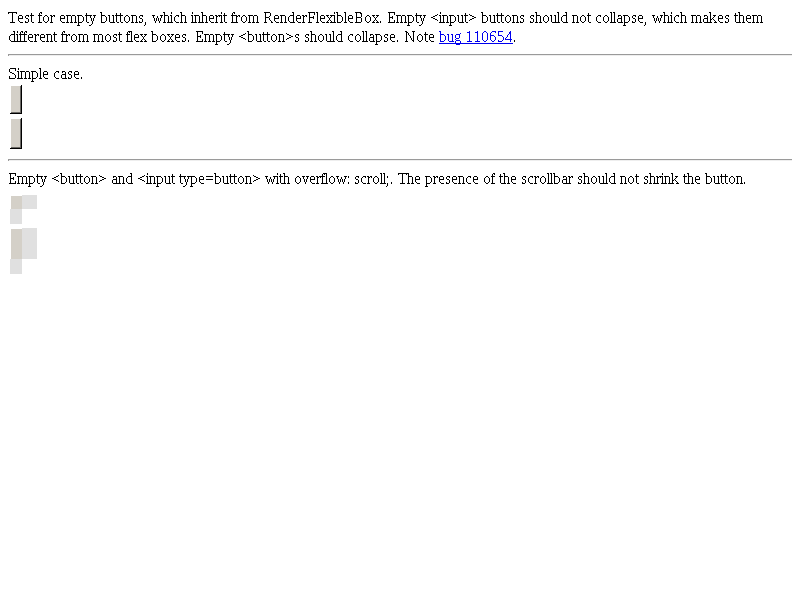 Test for empty buttons, which inherit from RenderFlexibleBox. Empty <input> buttons should not collapse, which makes them
different from most flex boxes. Empty <button>s should collapse. Note bug 110654.
Simple case.
Empty <button> and <input type=button> with overflow: scroll;. The presence of the scrollbar should not shrink the button.